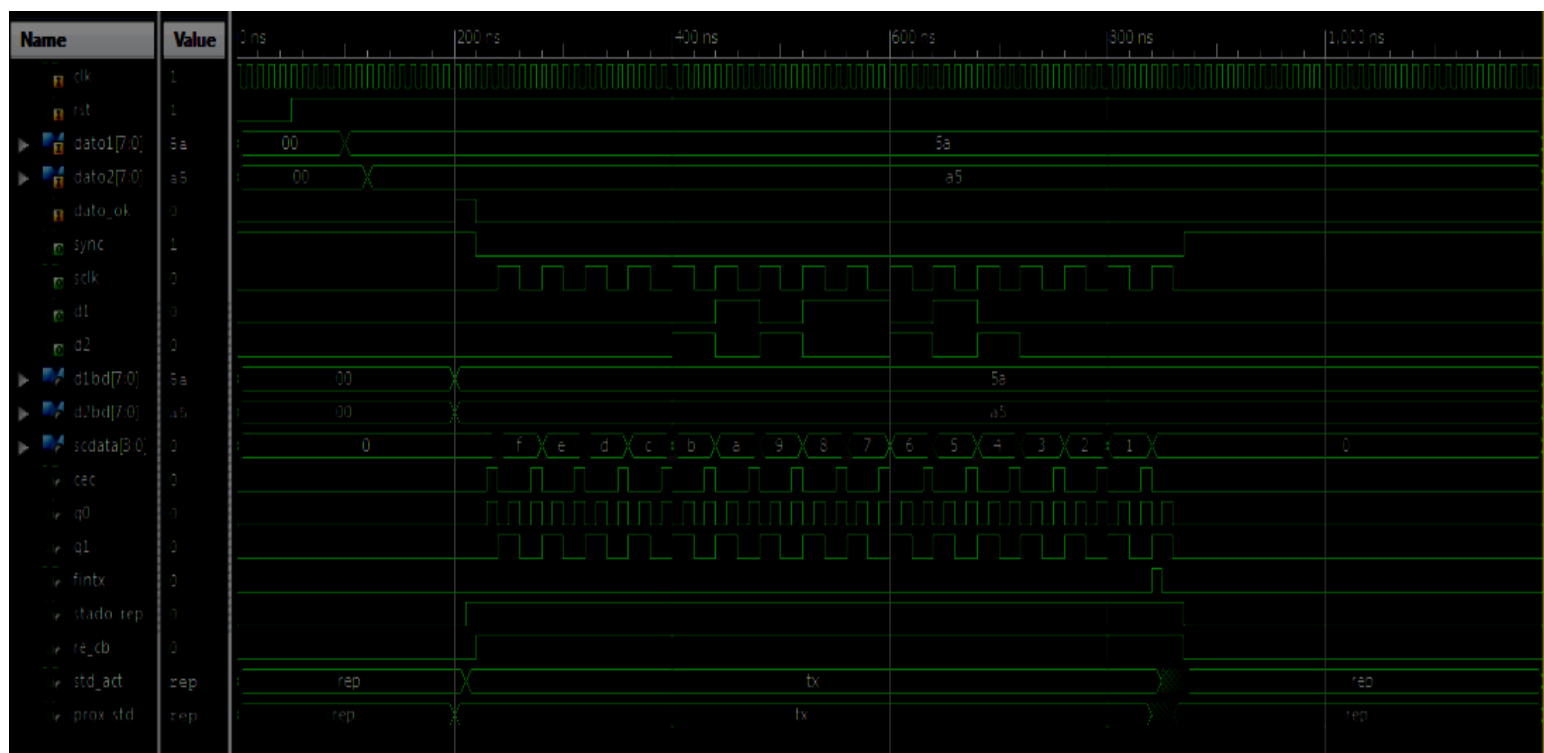 Name Value 0 ns 200 ns 400 ns 600 ns 800 ns 1.000 ns
clk 1
rst 1
dato1[7:0] 5a 00 5a
dato2[7:0] a5 00 a5
dato_ok 0
sync 1
sclk 0
d1 0
d2 0
d1bd[7:0] 5a 00 5a
d2bd[7:0] a5 00 a5
scdata[3:0] 0 0 f e d c b a 9 8 7 6 5 4 3 2 1 0
cec 0
q0 0
q1 0
fintx 0
stado_rep 0
re_cb 0
std_act rep rep tx rep
prox_std rep rep tx rep